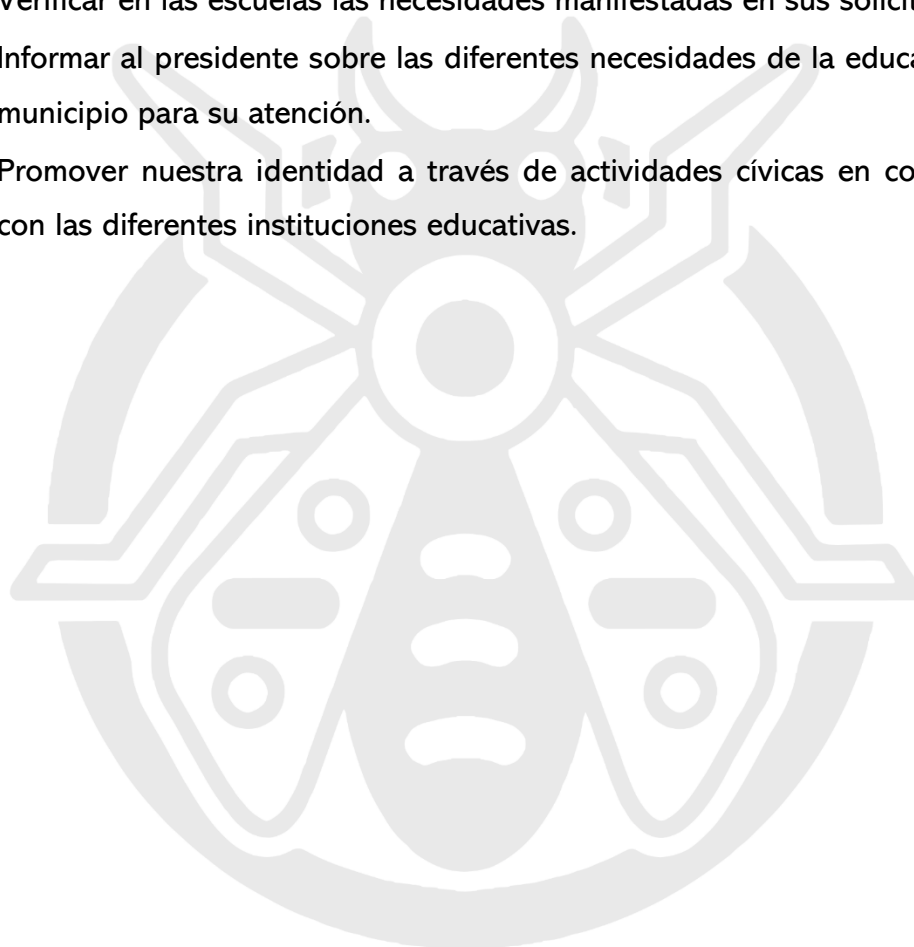 Verificar en las escuelas las necesidades manifestadas en sus
Informar al presidente sobre las diferentes necesidades de la
municipio para su atención.
Promover nuestra identidad a través de actividades cívicas en
con las diferentes instituciones educativas.